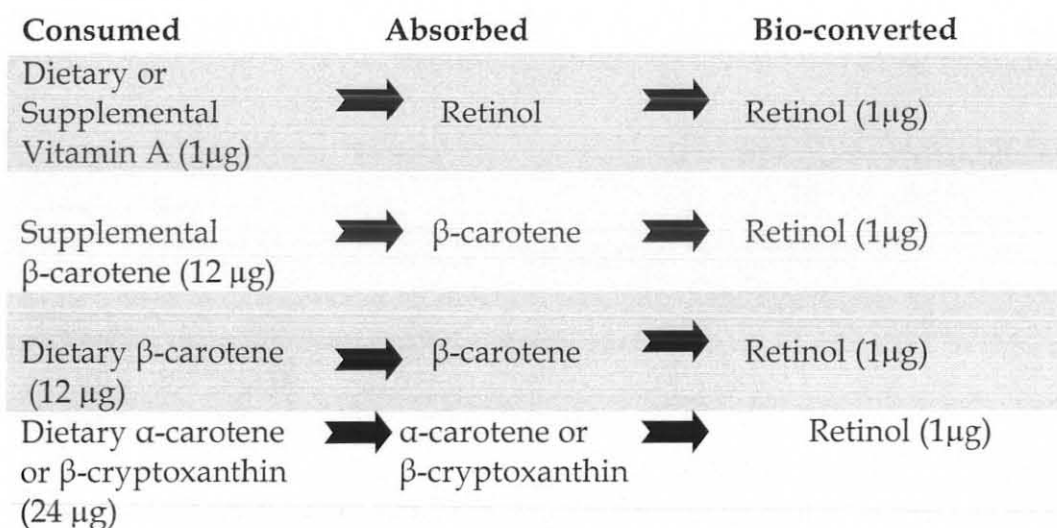 Consumed Absorbed Bio-converted
Dietary or
Supplemental Retinol Retinol (1µg)
Vitamin A (1µg)
Supplemental β-carotene Retinol (1µg)
β-carotene (12 µg)
Dietary β-carotene β-carotene Retinol (1µg)
(12 µg)
Dietary α-carotene α-carotene or Retinol (1µg)
or β-cryptoxanthin β-cryptoxanthin
(24 µg)